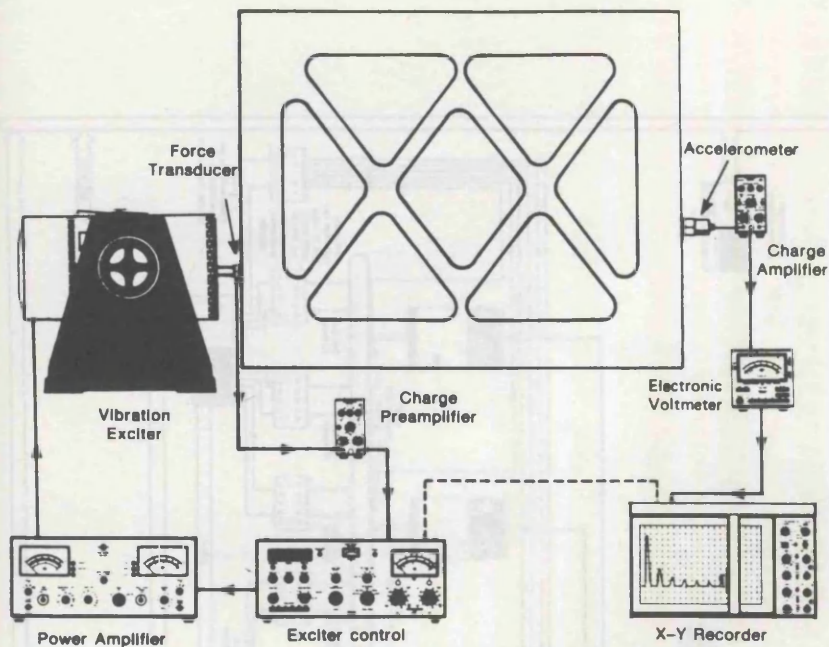 Force
Transducer
Accelerometer
Charge
Amplifier
Vibration
Exciter
Charge
Preamplifier
Electronic
Voltmeter
Power Amplifier
Exciter control
X-Y Recorder